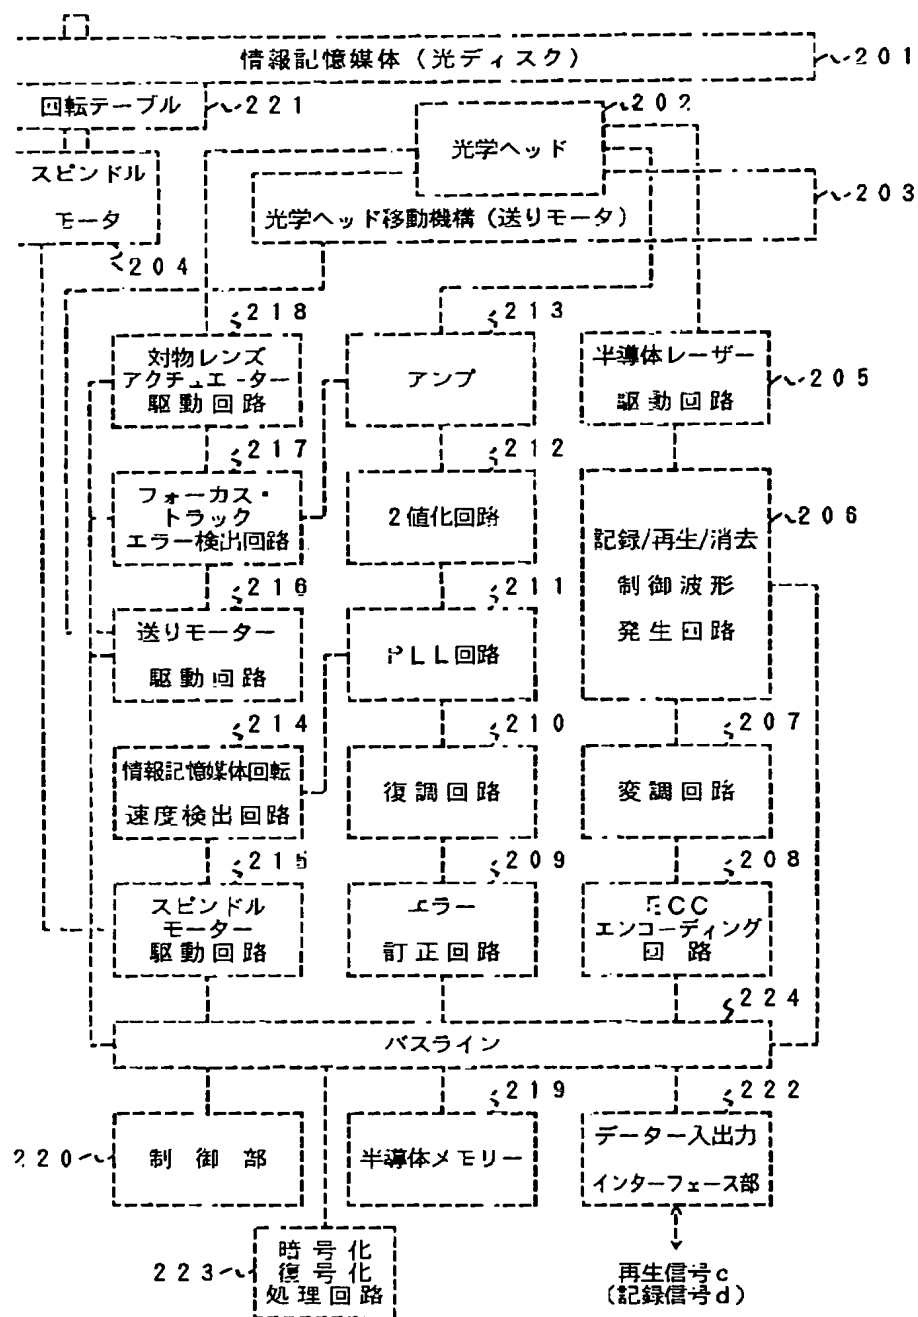 情報記憶媒体(光ディスク)
201
回転テーブル
221
202
光学ヘッド
スピンドル
モータ
203
光学ヘッド移動機構(送りモータ)
204
218
213
対物レンズ
アクチュエーター
駆動回路
アンプ
半導体レーザー
駆動回路
205
217
212
フォーカス・
トラック
エラー検出回路
2値化回路
記録/再生/消去
制御波形
発生回路
206
216
211
送りモーター
駆動回路
PLL回路
214
210
207
情報記憶媒体回転
速度検出回路
復調回路
変調回路
215
209
208
スピンドル
モーター
駆動回路
エラー
訂正回路
ECC
エンコーディング
回路
224
バスライン
219
222
220
制御部
半導体メモリー
データー入出力
インターフェース部
223
暗号化
復号化
処理回路
再生信号c
(記録信号d)